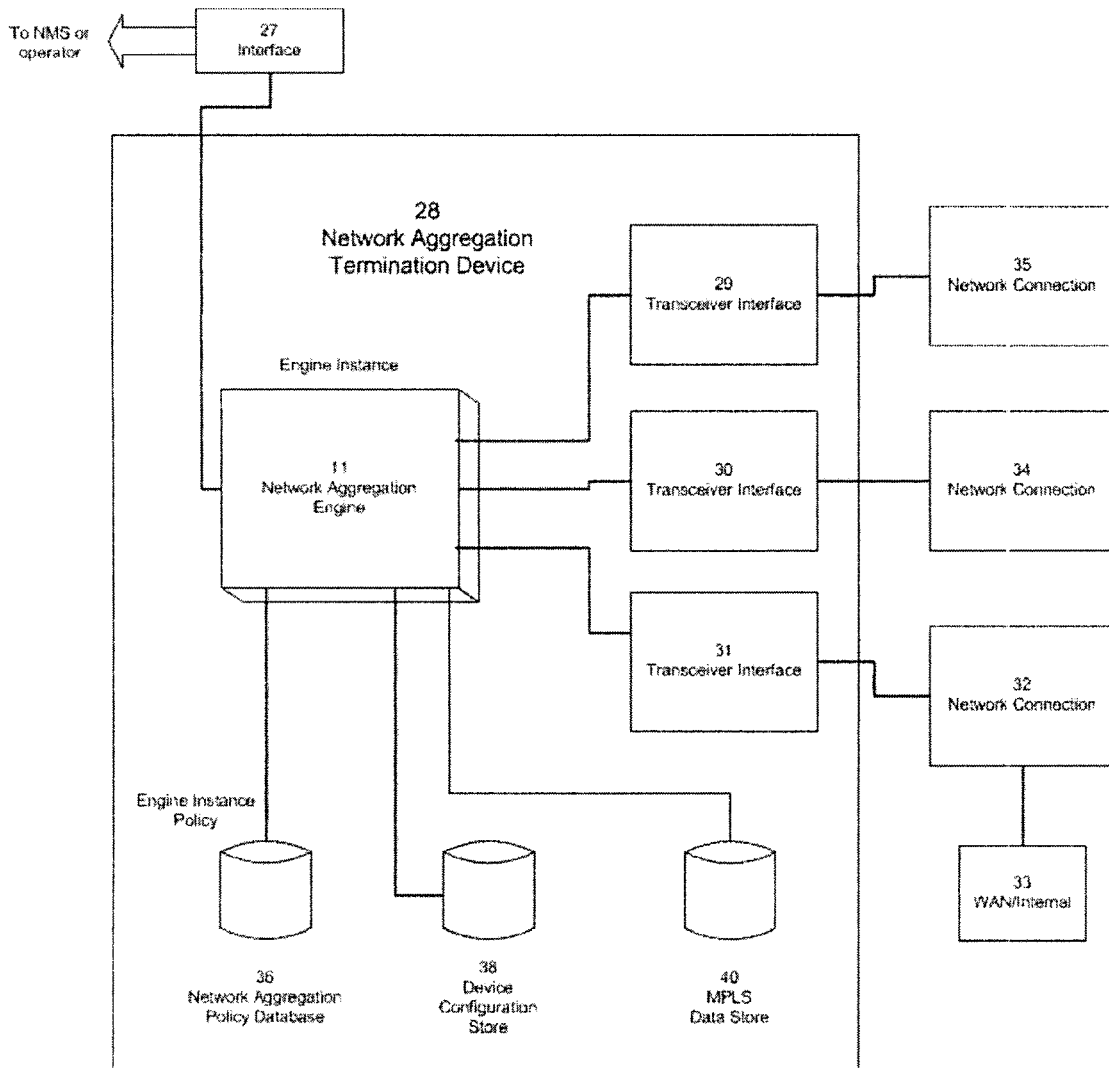 To NMS or
operator
27
Interface
28
Network Aggregation
Termination Device
29
Transceiver Interface
35
Network Connection
Engine Instance
11
Network Aggregation
Engine
30
Transceiver Interface
34
Network Connection
31
Transceiver Interface
32
Network Connection
Engine Instance
Policy
33
WAN/Internal
36
Network Aggregation
Policy Database
38
Device
Configuration
Store
40
MPLS
Data Store